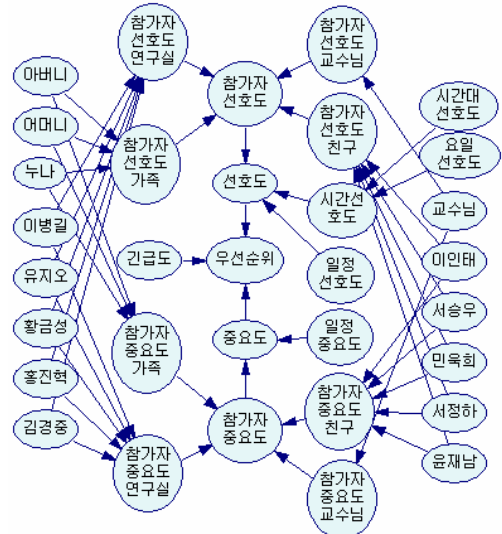 참가자
선호도
연구실
참가자
선호도
교수님
아버니
어머니
누나
이병길
유지오
황금성
홍진혁
김경중
참가자
선호도
가족
참가자
선호도
참가자
선호도
친구
시간대
선호도
요일
선호도
선호도
시간선
호도
교수님
이인태
서승우
민욱희
서정하
윤재남
긴급도
우선순위
일정
선호도
중요도
일정
중요도
참가자
중요도
가족
참가자
중요도
참가자
중요도
친구
참가자
중요도
연구실
참가자
중요도
교수님